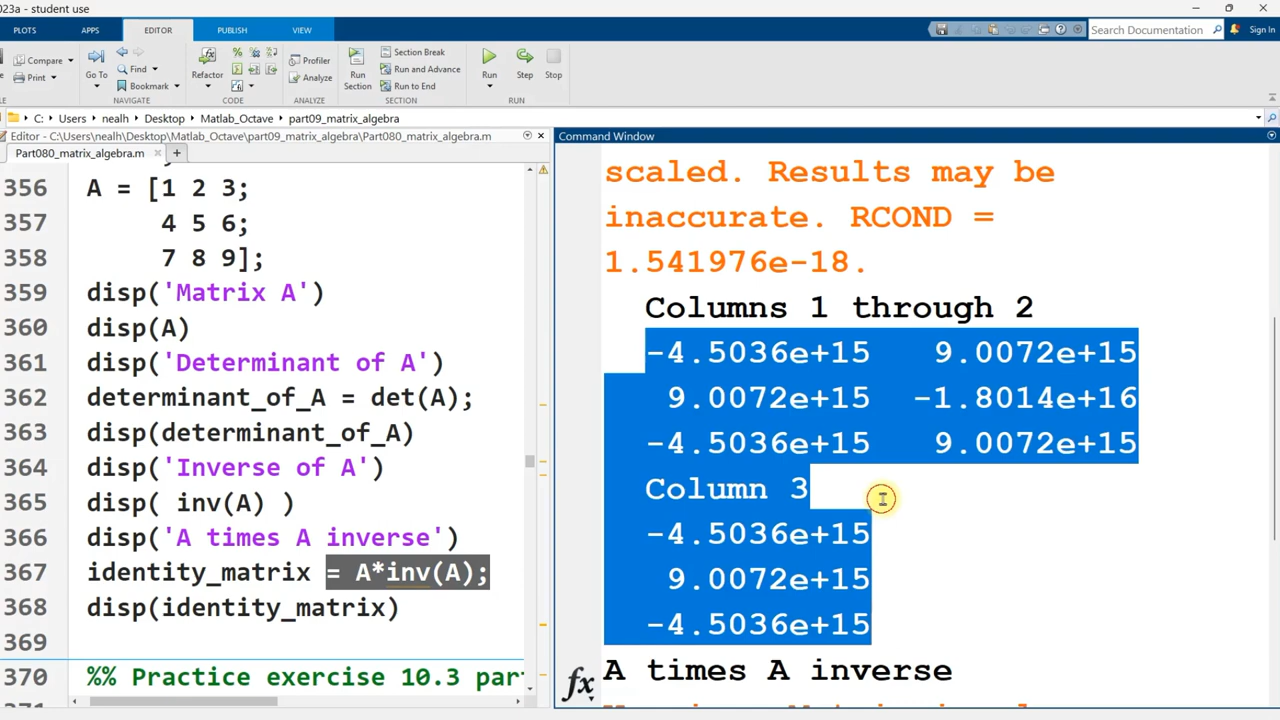 023a - student use
PLOTS APPS EDITOR PUBLISH VIEW
Search Documentation Sign In
Compare Go To Find Refactor Profiler Run Section Section Break Run Step Stop
Print Bookmark Analyze Run and Advance
Run to End
NAVIGATE CODE ANALYZE SECTION RUN
C: Users nealh Desktop Matlab_Octave part09_matrix_algebra
Editor - C:\Users\nealh\Desktop\Matlab_Octave\part09_matrix_algebra\Part080_matrix_algebra.m
Part080_matrix_algebra.m +
356 A = [1 2 3;
357 4 5 6;
358 7 8 9];
359 disp('Matrix A')
360 disp(A)
361 disp('Determinant of A')
362 determinant_of_A = det(A);
363 disp(determinant_of_A)
364 disp('Inverse of A')
365 disp( inv(A) )
366 disp('A times A inverse')
367 identity_matrix = A*inv(A);
368 disp(identity_matrix)
369
370 %% Practice exercise 10.3 par
Command Window
scaled. Results may be
inaccurate. RCOND =
1.541976e-18.
Columns 1 through 2
-4.5036e+15 9.0072e+15
9.0072e+15 -1.8014e+16
-4.5036e+15 9.0072e+15
Column 3
-4.5036e+15
9.0072e+15
-4.5036e+15
fx A times A inverse